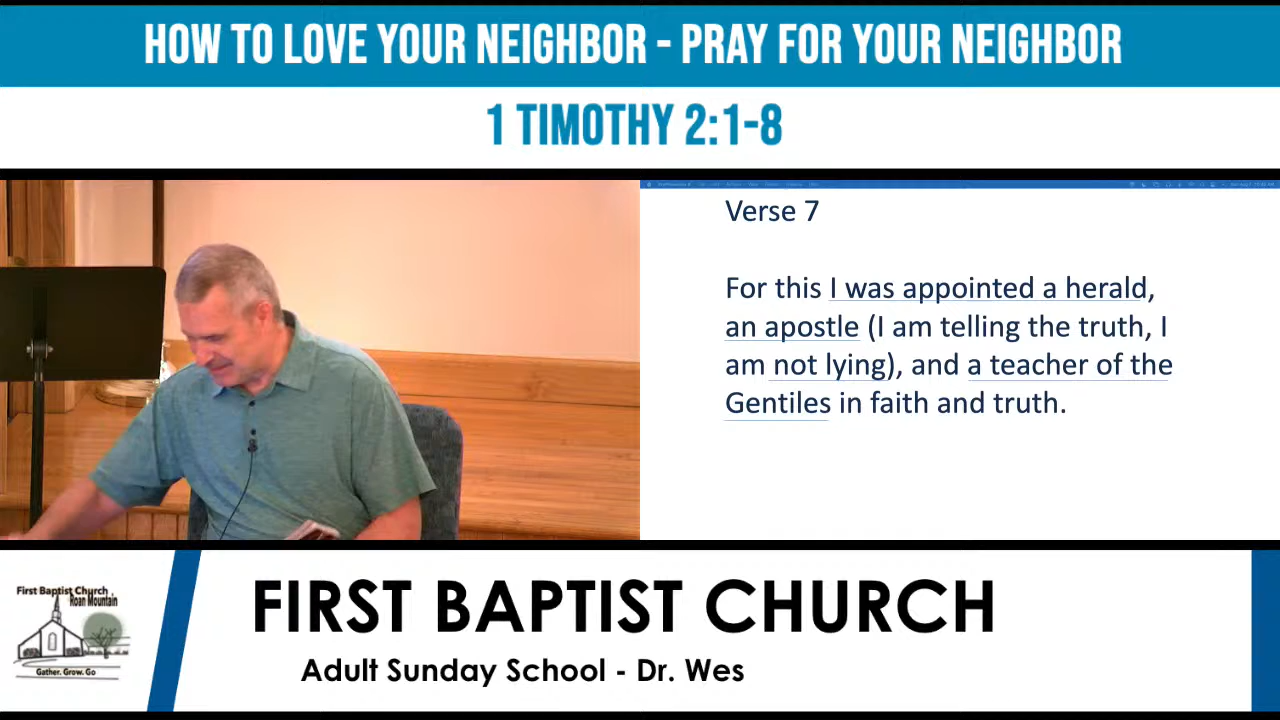 HOW TO LOVE YOUR NEIGHBOR - PRAY FOR YOUR NEIGHBOR
1 TIMOTHY 2:1-8
Verse 7
For this I was appointed a herald,
an apostle (I am telling the truth, I
am not lying), and a teacher of the
Gentiles in faith and truth.
First Baptist Church,
Roan Mountain
Gather. Grow. Go
FIRST BAPTIST CHURCH
Adult Sunday School - Dr. Wes